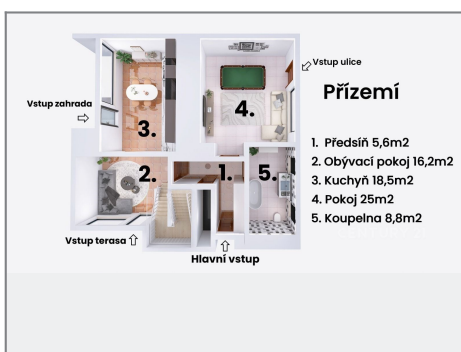 Vstup ulice
Přízemí
Vstup zahrada
4.
3.
1. Předsíň 5,6m2
2. Obývací pokoj 16,2m2
3. Kuchyň 18,5m2
4. Pokoj 25m2
5. Koupelna 8,8m2
2.
1.
5.
Vstup terasa
Hlavní vstup